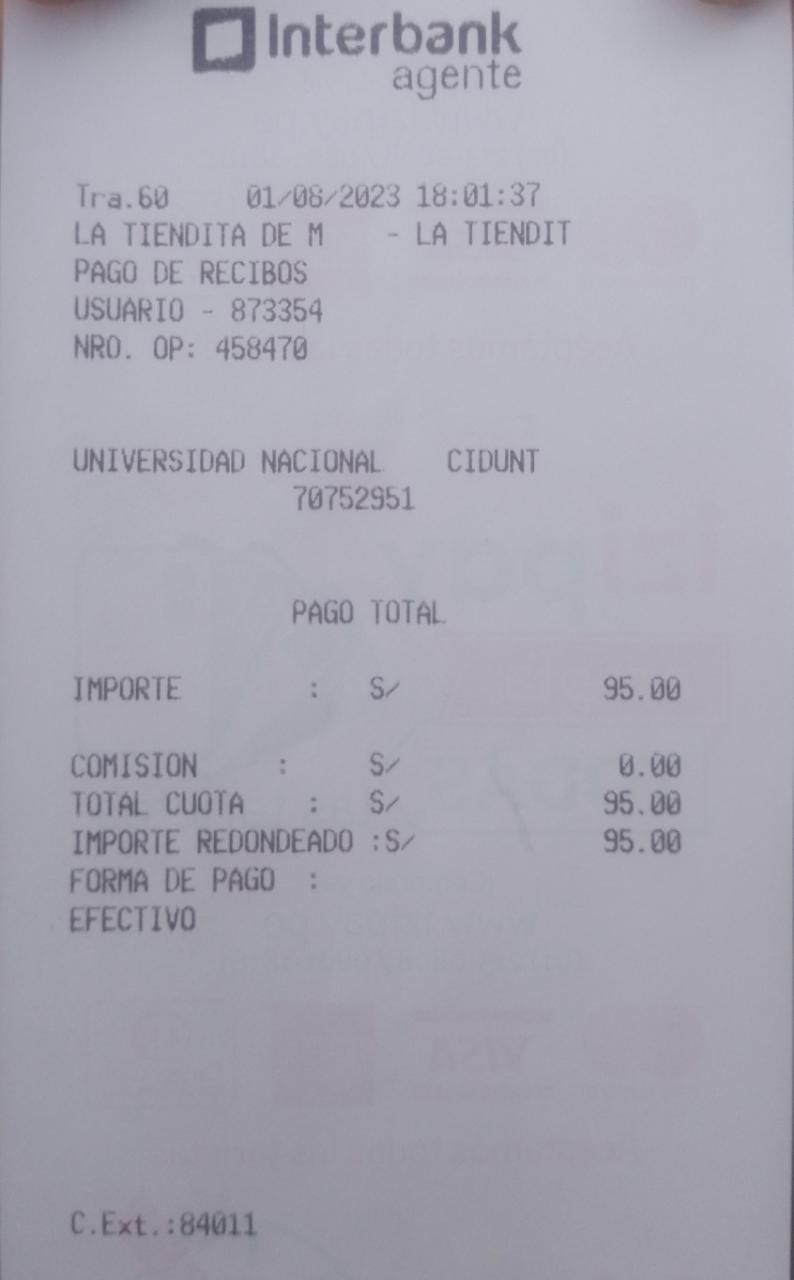 Interbank
agente
Tra.60 01/08/2023 18:01:37
LA TIENDITA DE M - LA TIENDIT
PAGO DE RECIBOS
USUARIO - 873354
NRO. OP: 458470
UNIVERSIDAD NACIONAL CIDUNT
70752951
PAGO TOTAL
IMPORTE : S/ 95.00
COMISION : S/ 0.00
TOTAL CUOTA : S/ 95.00
IMPORTE REDONDEADO :S/ 95.00
FORMA DE PAGO :
EFECTIVO
C.Ext.:84011